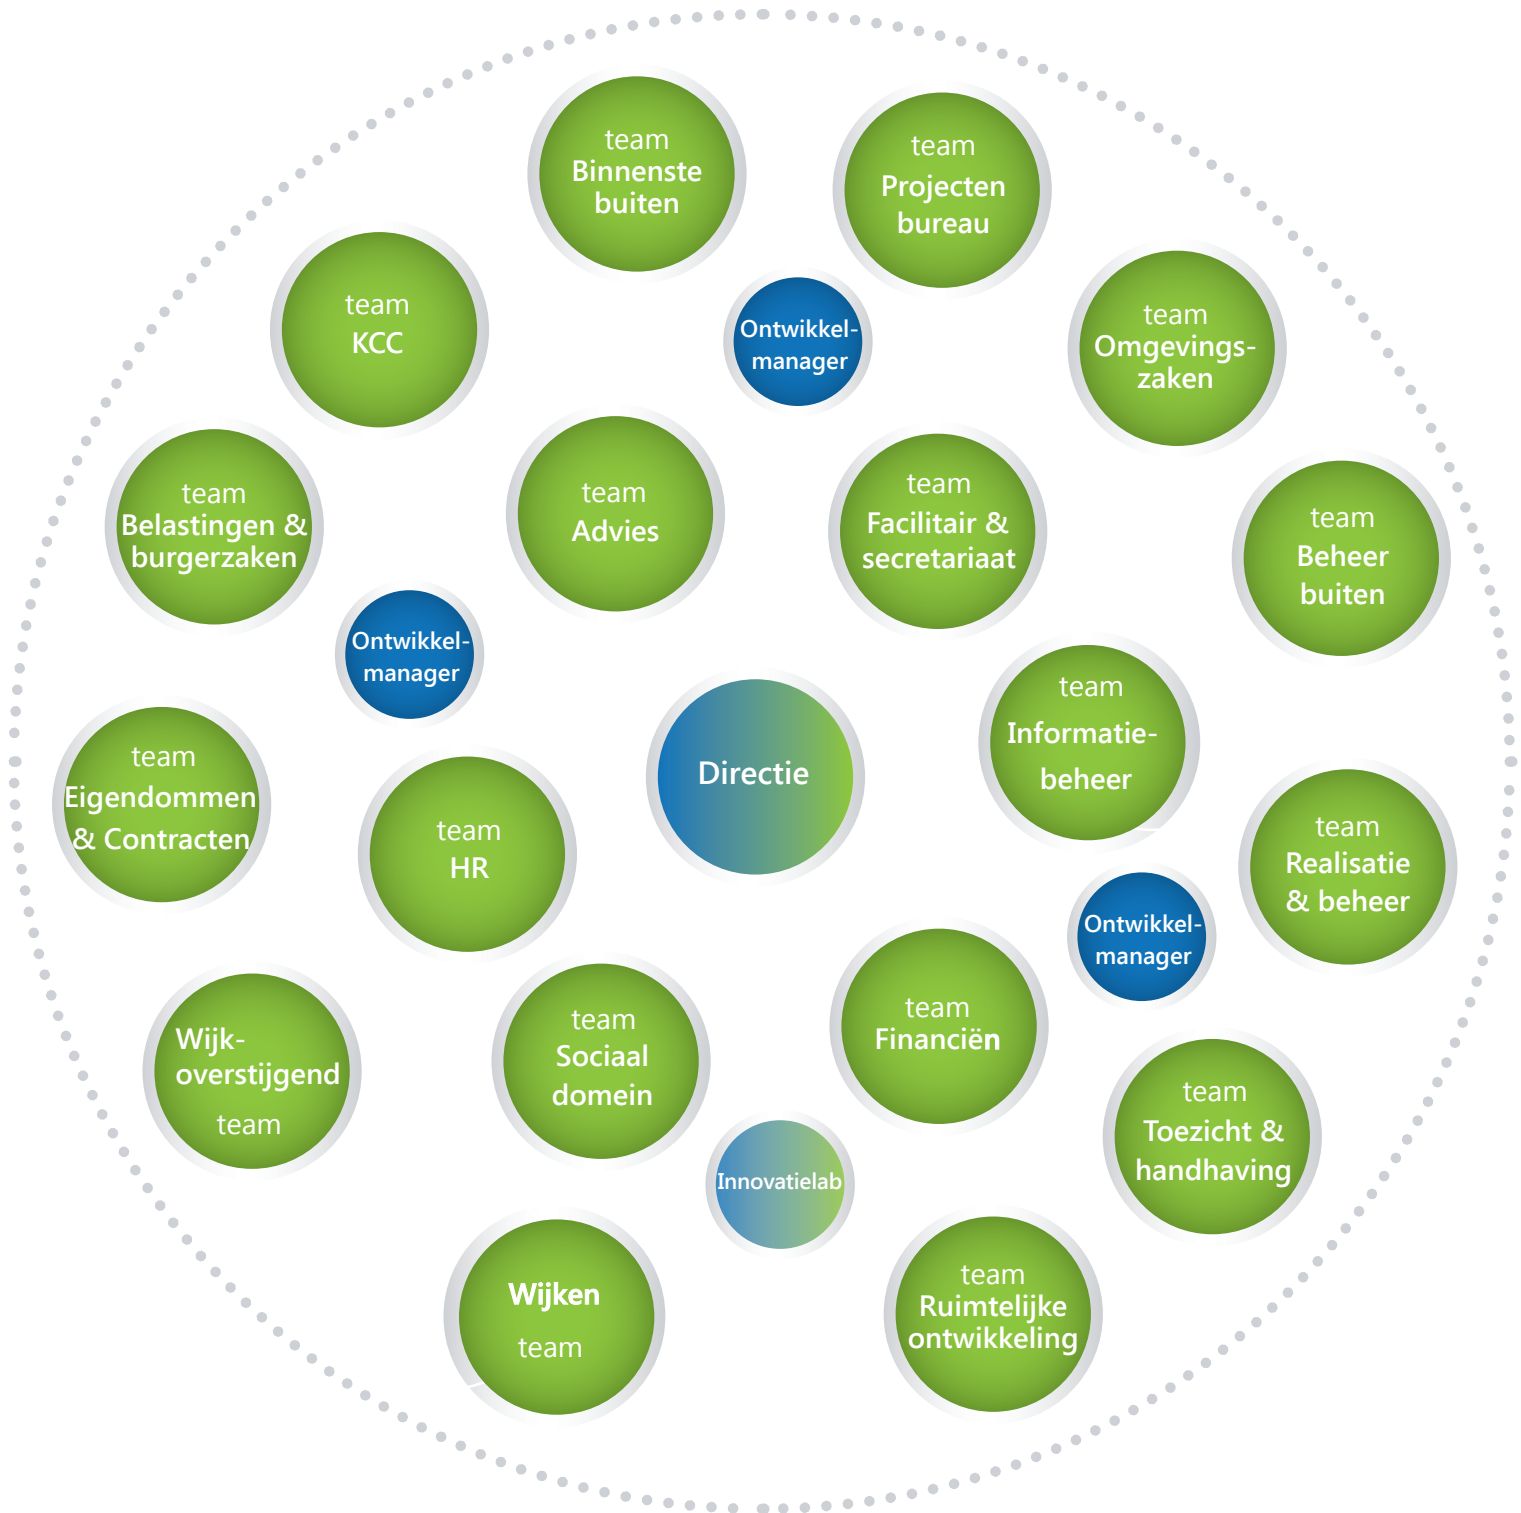 team
Binnenste
buiten
team
Projecten
bureau
team
KCC
Ontwikkel-
manager
team
Omgevings-
zaken
team
Belastingen &
burgerzaken
team
Advies
team
Facilitair &
secretariaat
team
Beheer
buiten
Ontwikkel-
manager
team
Informatie-
beheer
team
Eigendommen
& Contracten
team
HR
Directie
team
Realisatie
& beheer
Ontwikkel-
manager
Wijk-
overstijgend
team
team
Sociaal
domein
team
Financiën
team
Toezicht &
handhaving
Innovatielab
Wijken
team
team
Ruimtelijke
ontwikkeling